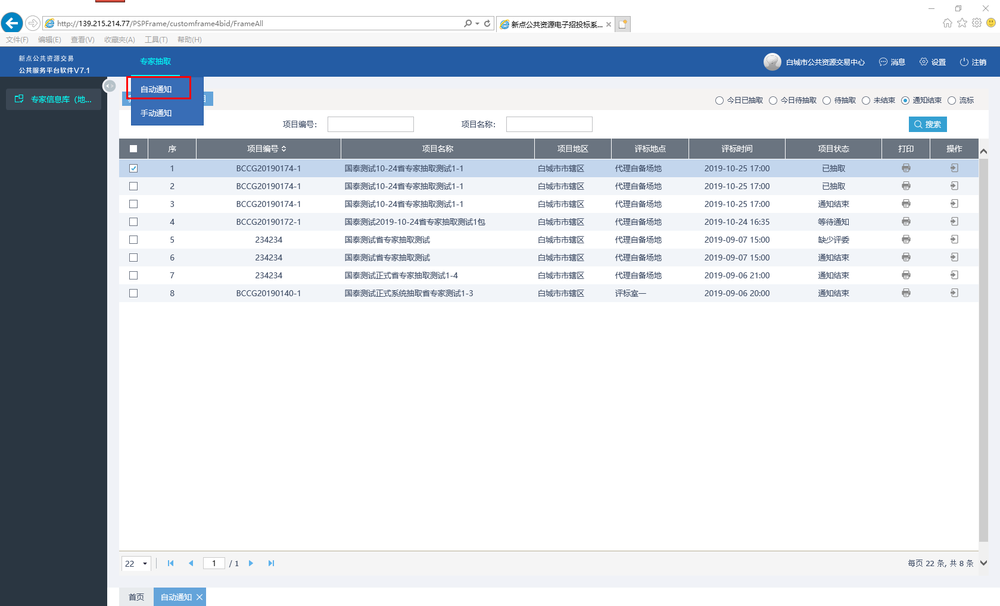 http://139.215.214.77/PSPFrame/customframe4bid/FrameAll
新点公共资源电子招投标系...
文件(F) 编辑(E) 查看(V) 收藏夹(A) 工具(T) 帮助(H)
新点公共资源交易
公共服务平台软件V7.1
专家抽取
白城市公共资源交易中心 消息 设置 注销
专家信息库（地...
自动通知
手动通知
今日已抽取 今日待抽取 待抽取 未结束 通知结束 流标
项目编号： 项目名称： 搜索
序 项目编号 项目名称 项目地区 评标地点 评标时间 项目状态 打印 操作
1 BCCG20190174-1 国泰测试10-24省专家抽取测试1-1 白城市市辖区 代理自备场地 2019-10-25 17:00 已抽取
2 BCCG20190174-1 国泰测试10-24省专家抽取测试1-1 白城市市辖区 代理自备场地 2019-10-25 17:00 已抽取
3 BCCG20190174-1 国泰测试10-24省专家抽取测试1-1 白城市市辖区 代理自备场地 2019-10-25 17:00 通知结束
4 BCCG20190172-1 国泰测试2019-10-24省专家抽取测试1包 白城市市辖区 代理自备场地 2019-10-24 16:35 等待通知
5 234234 国泰测试省专家抽取测试 白城市市辖区 代理自备场地 2019-09-07 15:00 缺少评委
6 234234 国泰测试省专家抽取测试 白城市市辖区 代理自备场地 2019-09-07 15:00 通知结束
7 234234 国泰测试正式省专家抽取测试1-4 白城市市辖区 代理自备场地 2019-09-06 21:00 通知结束
8 BCCG20190140-1 国泰测试正式系统抽取省专家测试1-3 白城市市辖区 评标室一 2019-09-06 20:00 通知结束
22 1 / 1 每页 22 条, 共 8 条
首页 自动通知